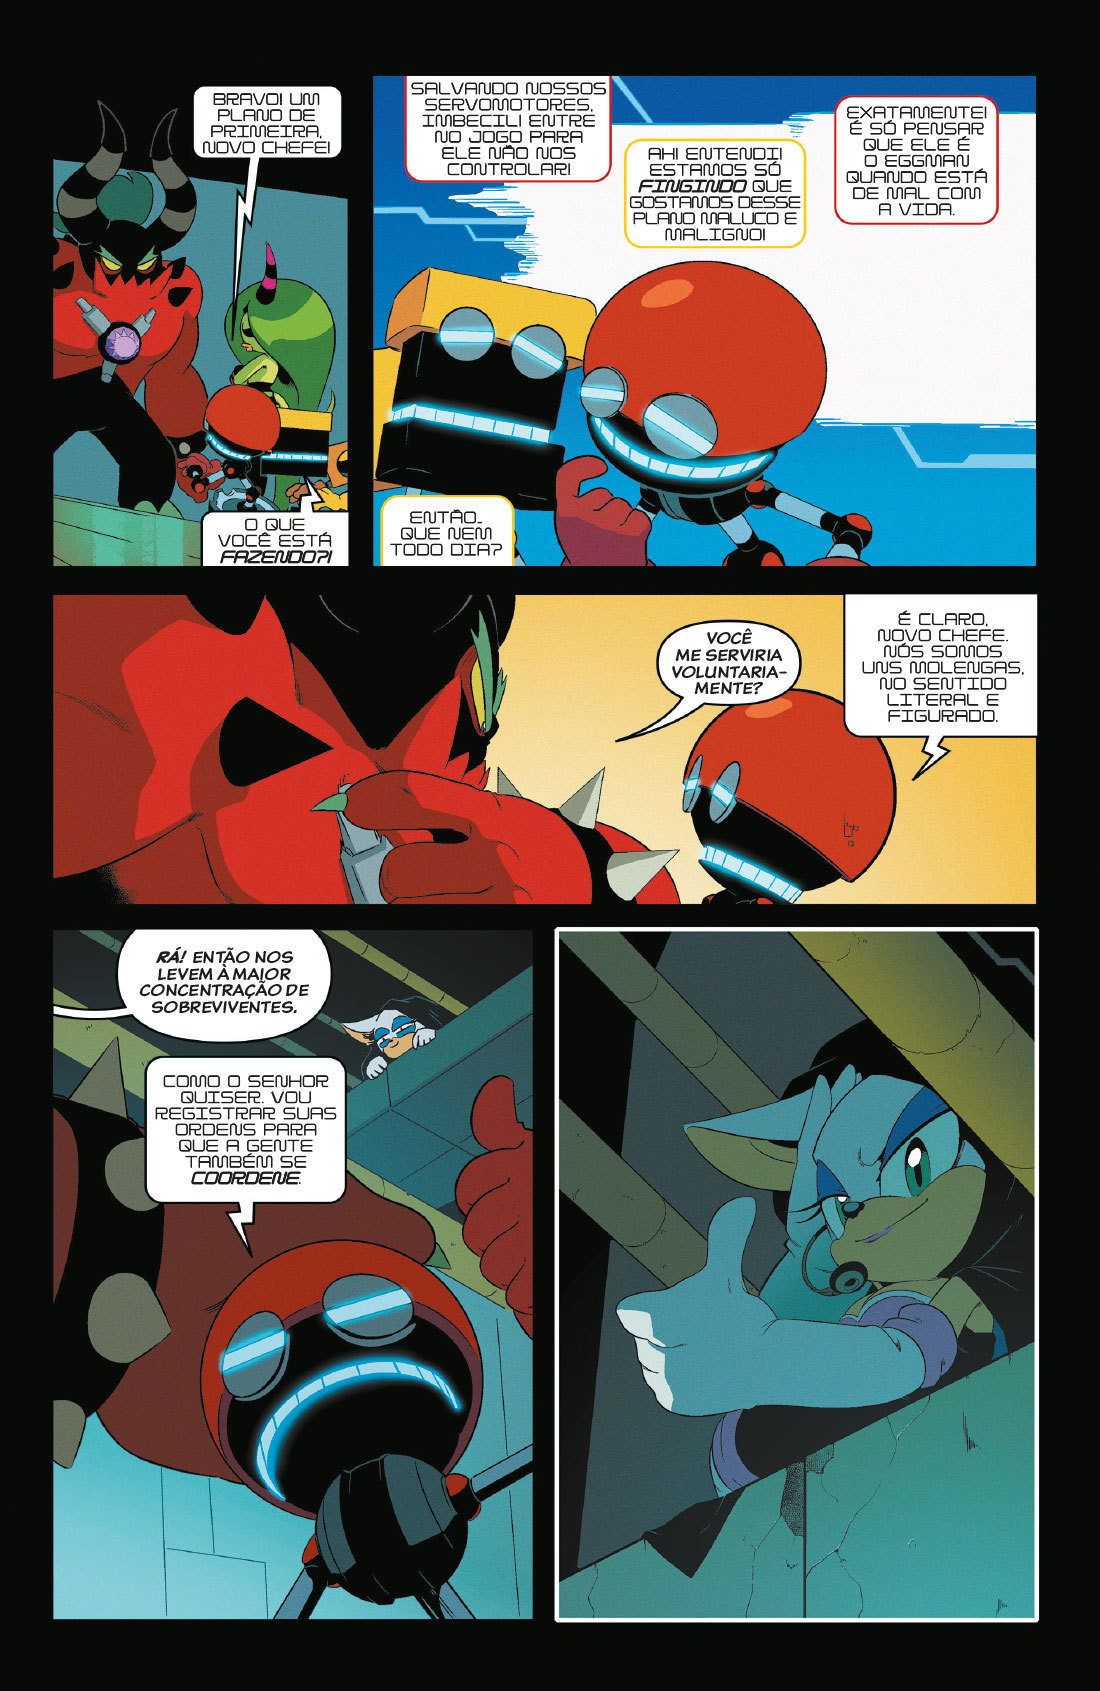 BRAVO! UM
PLANO DE
PRIMEIRA,
NOVO CHEFE!
O QUE
VOCÊ ESTÁ
FAZENDO?!
SALVANDO NOSSOS
SERVOMOTORES,
IMBECIL! ENTRE
NO JOGO PARA
ELE NÃO NOS
CONTROLAR!
AH! ENTENDI!
ESTAMOS SÓ
FINGINDO QUE
GOSTAMOS DESSE
PLANO MALUCO E
MALIGNO!
EXATAMENTE!
É SÓ PENSAR
QUE ELE É
O EGGMAN
QUANDO ESTÁ
DE MAL COM
A VIDA.
ENTÃO...
QUE NEM
TODO DIA?
VOCÊ
ME SERVIRIA
VOLUNTARIA-
MENTE?
É CLARO,
NOVO CHEFE.
NÓS SOMOS
UNS MOLENGAS,
NO SENTIDO
LITERAL E
FIGURADO.
RÁ! ENTÃO NOS
LEVEM À MAIOR
CONCENTRAÇÃO DE
SOBREVIVENTES.
COMO O SENHOR
QUISER. VOU
REGISTRAR SUAS
ORDENS PARA
QUE A GENTE
TAMBÉM SE
COORDENE.